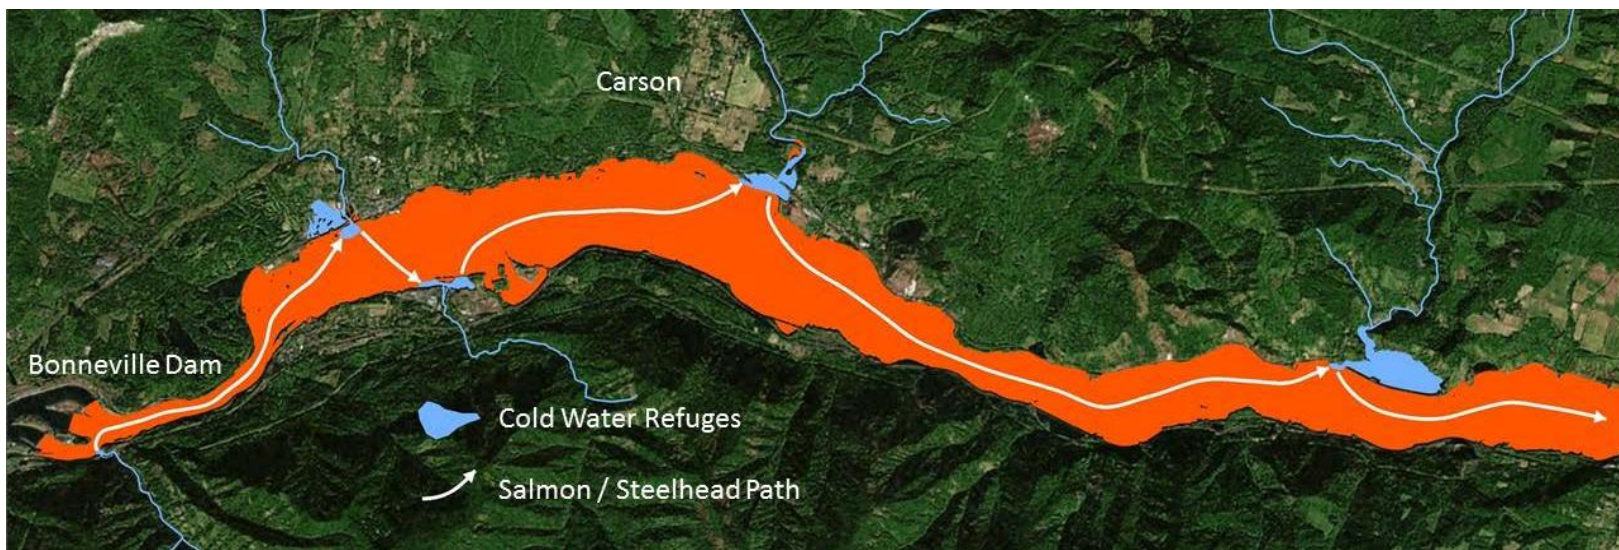 Carson
Bonneville Dam
Cold Water Refuges
Salmon / Steelhead Path